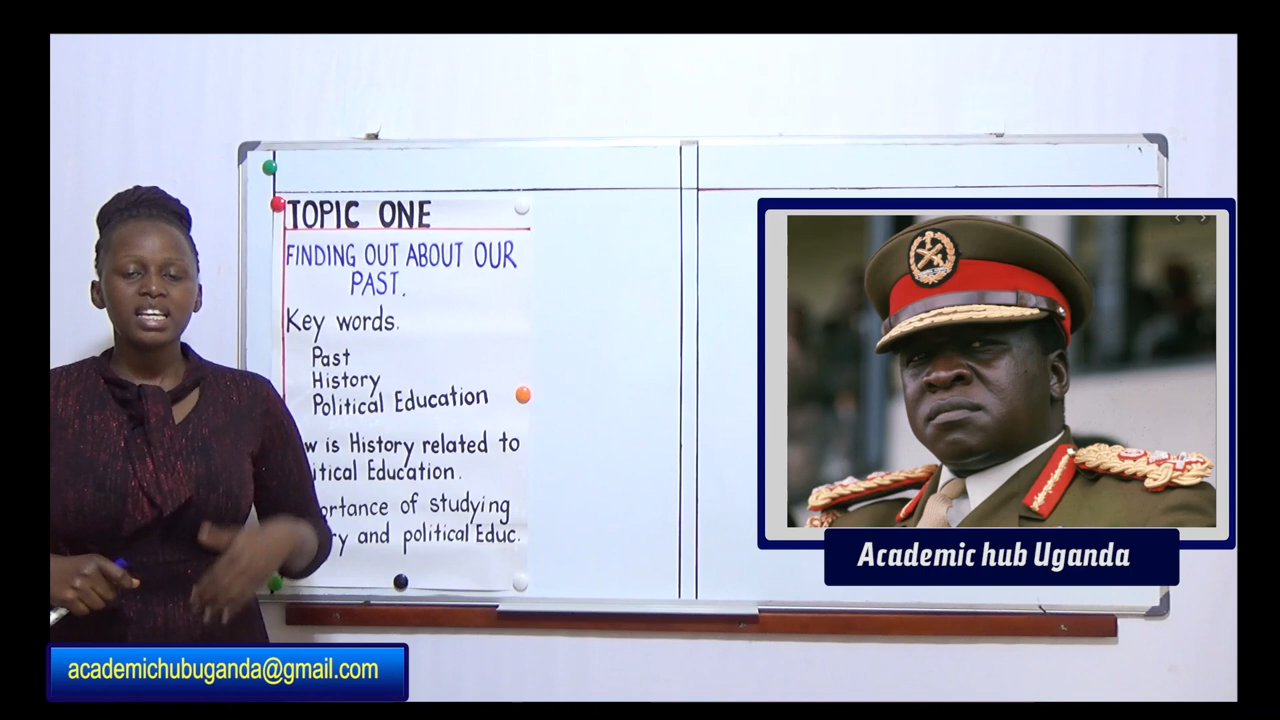 TOPIC ONE
FINDING OUT ABOUT OUR
PAST.
Key words.
Past
History
Political Education
is History related to
Education.
of studying
and political Educ.
Academic hub Uganda
academichubuganda@gmail.com